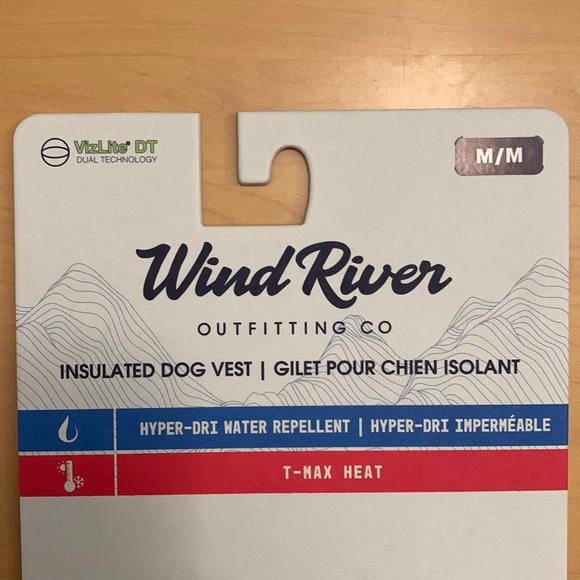 VizLite® DT
DUAL TECHNOLOGY
M/M
Wind River
OUTFITTING CO
INSULATED DOG VEST | GILET POUR CHIEN ISOLANT
HYPER-DRI WATER REPELLENT | HYPER-DRI IMPERMÉABLE
T-MAX HEAT